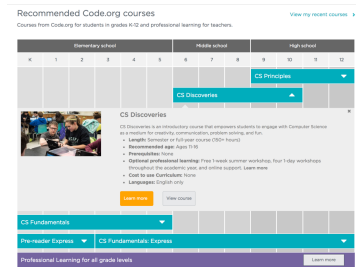 Recommended Code.org courses
View my recent courses
Courses from Code.org for students in grades K-12 and professional learning for teachers.
Elementary school Middle school High school
K 1 2 3 4 5 6 7 8 9 10 11 12
CS Principles
CS Discoveries
CS Discoveries
CS Discoveries is an introductory course that empowers students to engage with Computer Science
as a medium for creativity, communication, problem solving, and fun.
• Length: Semester or full-year course (150+ hours)
• Recommended age: Ages 11-16
• Prerequisites: None
• Optional professional learning: Free 1-week summer workshop, four 1-day workshops
throughout the academic year, and online support. Learn more
• Cost to use Curriculum: None
• Languages: English only
Learn more View course
CS Fundamentals
Pre-reader Express CS Fundamentals: Express
Professional Learning for all grade levels Learn more